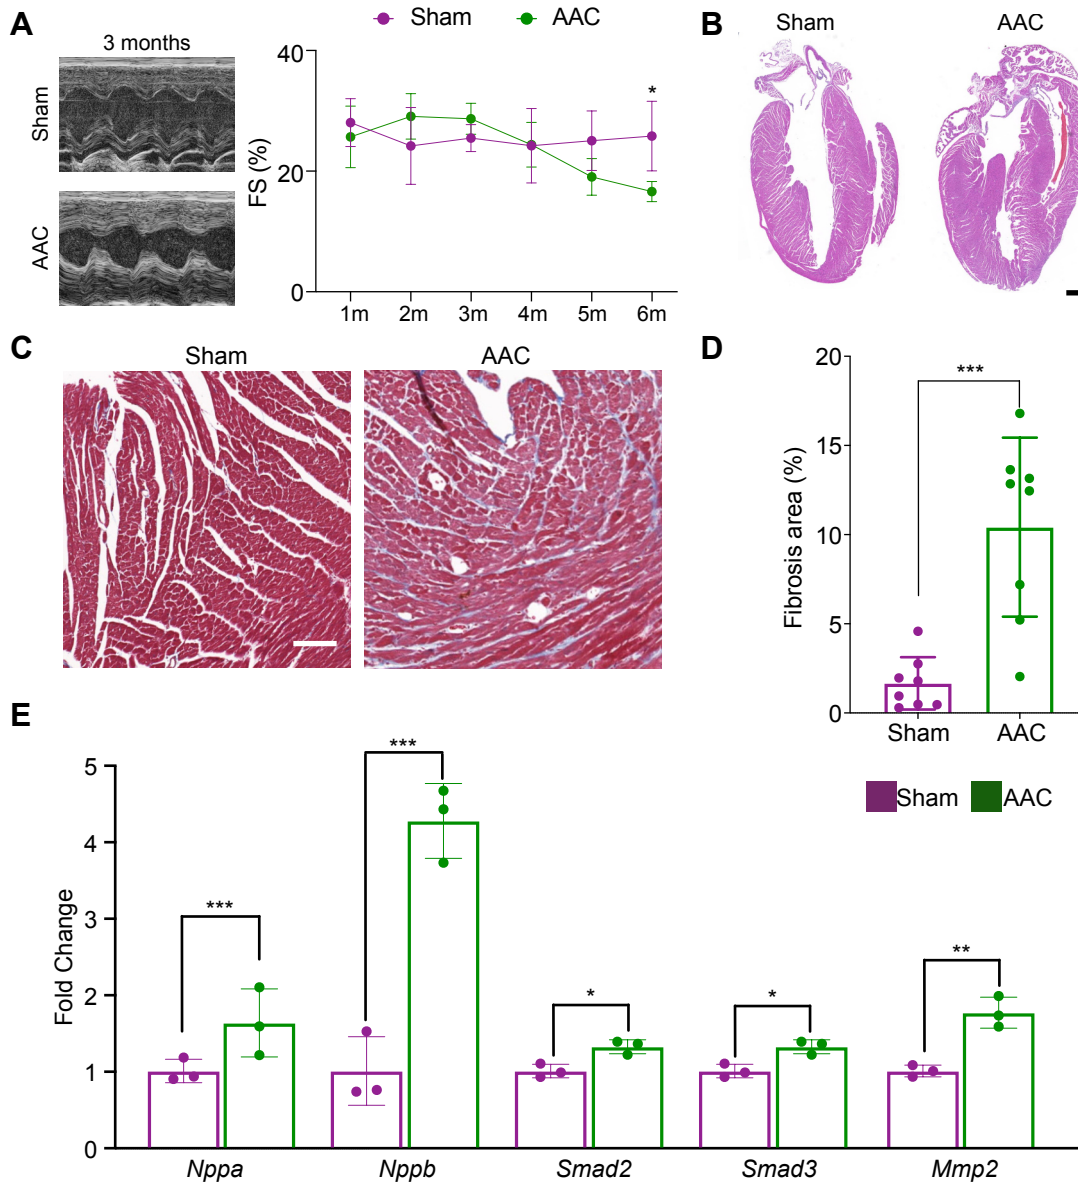 A
3 months
Sham
AAC
Sham
AAC
FS (%)
40
20
0
*
1m 2m 3m 4m 5m 6m
B
Sham
AAC
C
Sham
AAC
D
Fibrosis area (%)
20
15
10
5
0
***
Sham
AAC
E
Fold Change
5
4
3
2
1
0
***
***
*
*
**
Nppa
Nppb
Smad2
Smad3
Mmp2
Sham
AAC